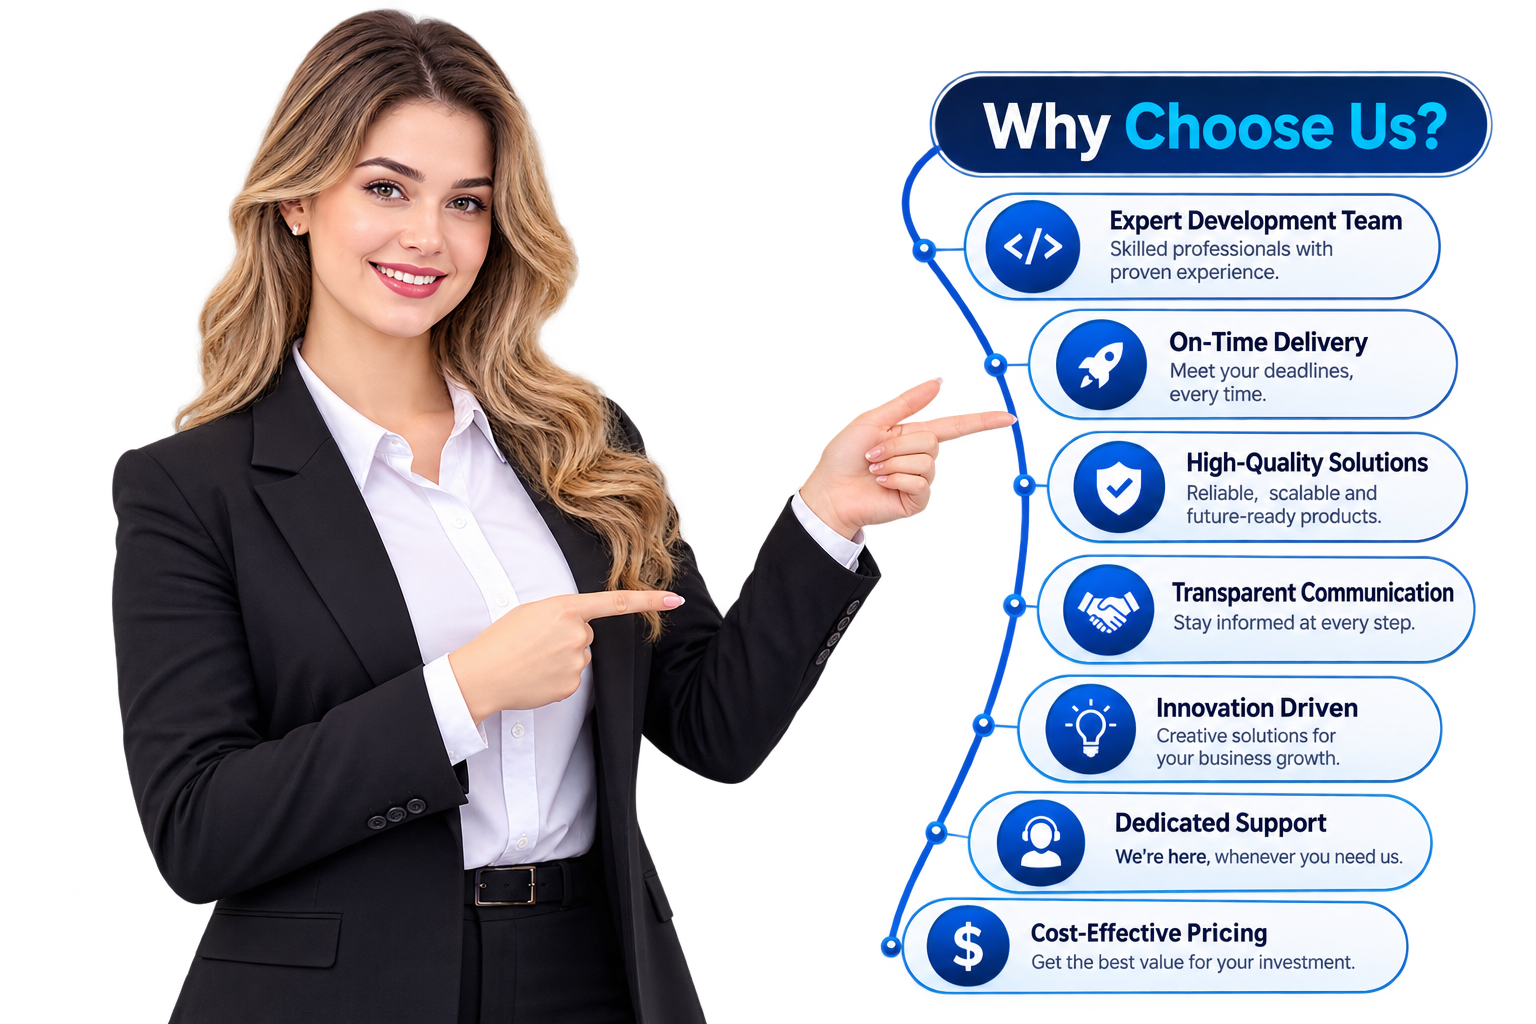 Why Choose Us?
</>
Expert Development Team
Skilled professionals with
proven experience.
On-Time Delivery
Meet your deadlines,
every time.
High-Quality Solutions
Reliable, scalable and
future-ready products.
Transparent Communication
Stay informed at every step.
Innovation Driven
Creative solutions for
your business growth.
Dedicated Support
We're here, whenever you need us.
$
Cost-Effective Pricing
Get the best value for your investment.